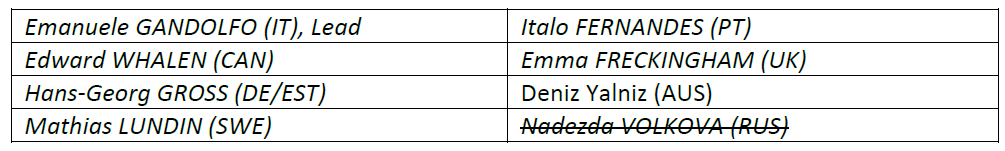 Emanuele GANDOLFO (IT), Lead
Italo FERNANDES (PT)
Edward WHALEN (CAN)
Emma FRECKINGHAM (UK)
Hans-Georg GROSS (DE/EST)
Deniz Yalniz (AUS)
Mathias LUNDIN (SWE)
Nadezda VOLKOVA (RUS)